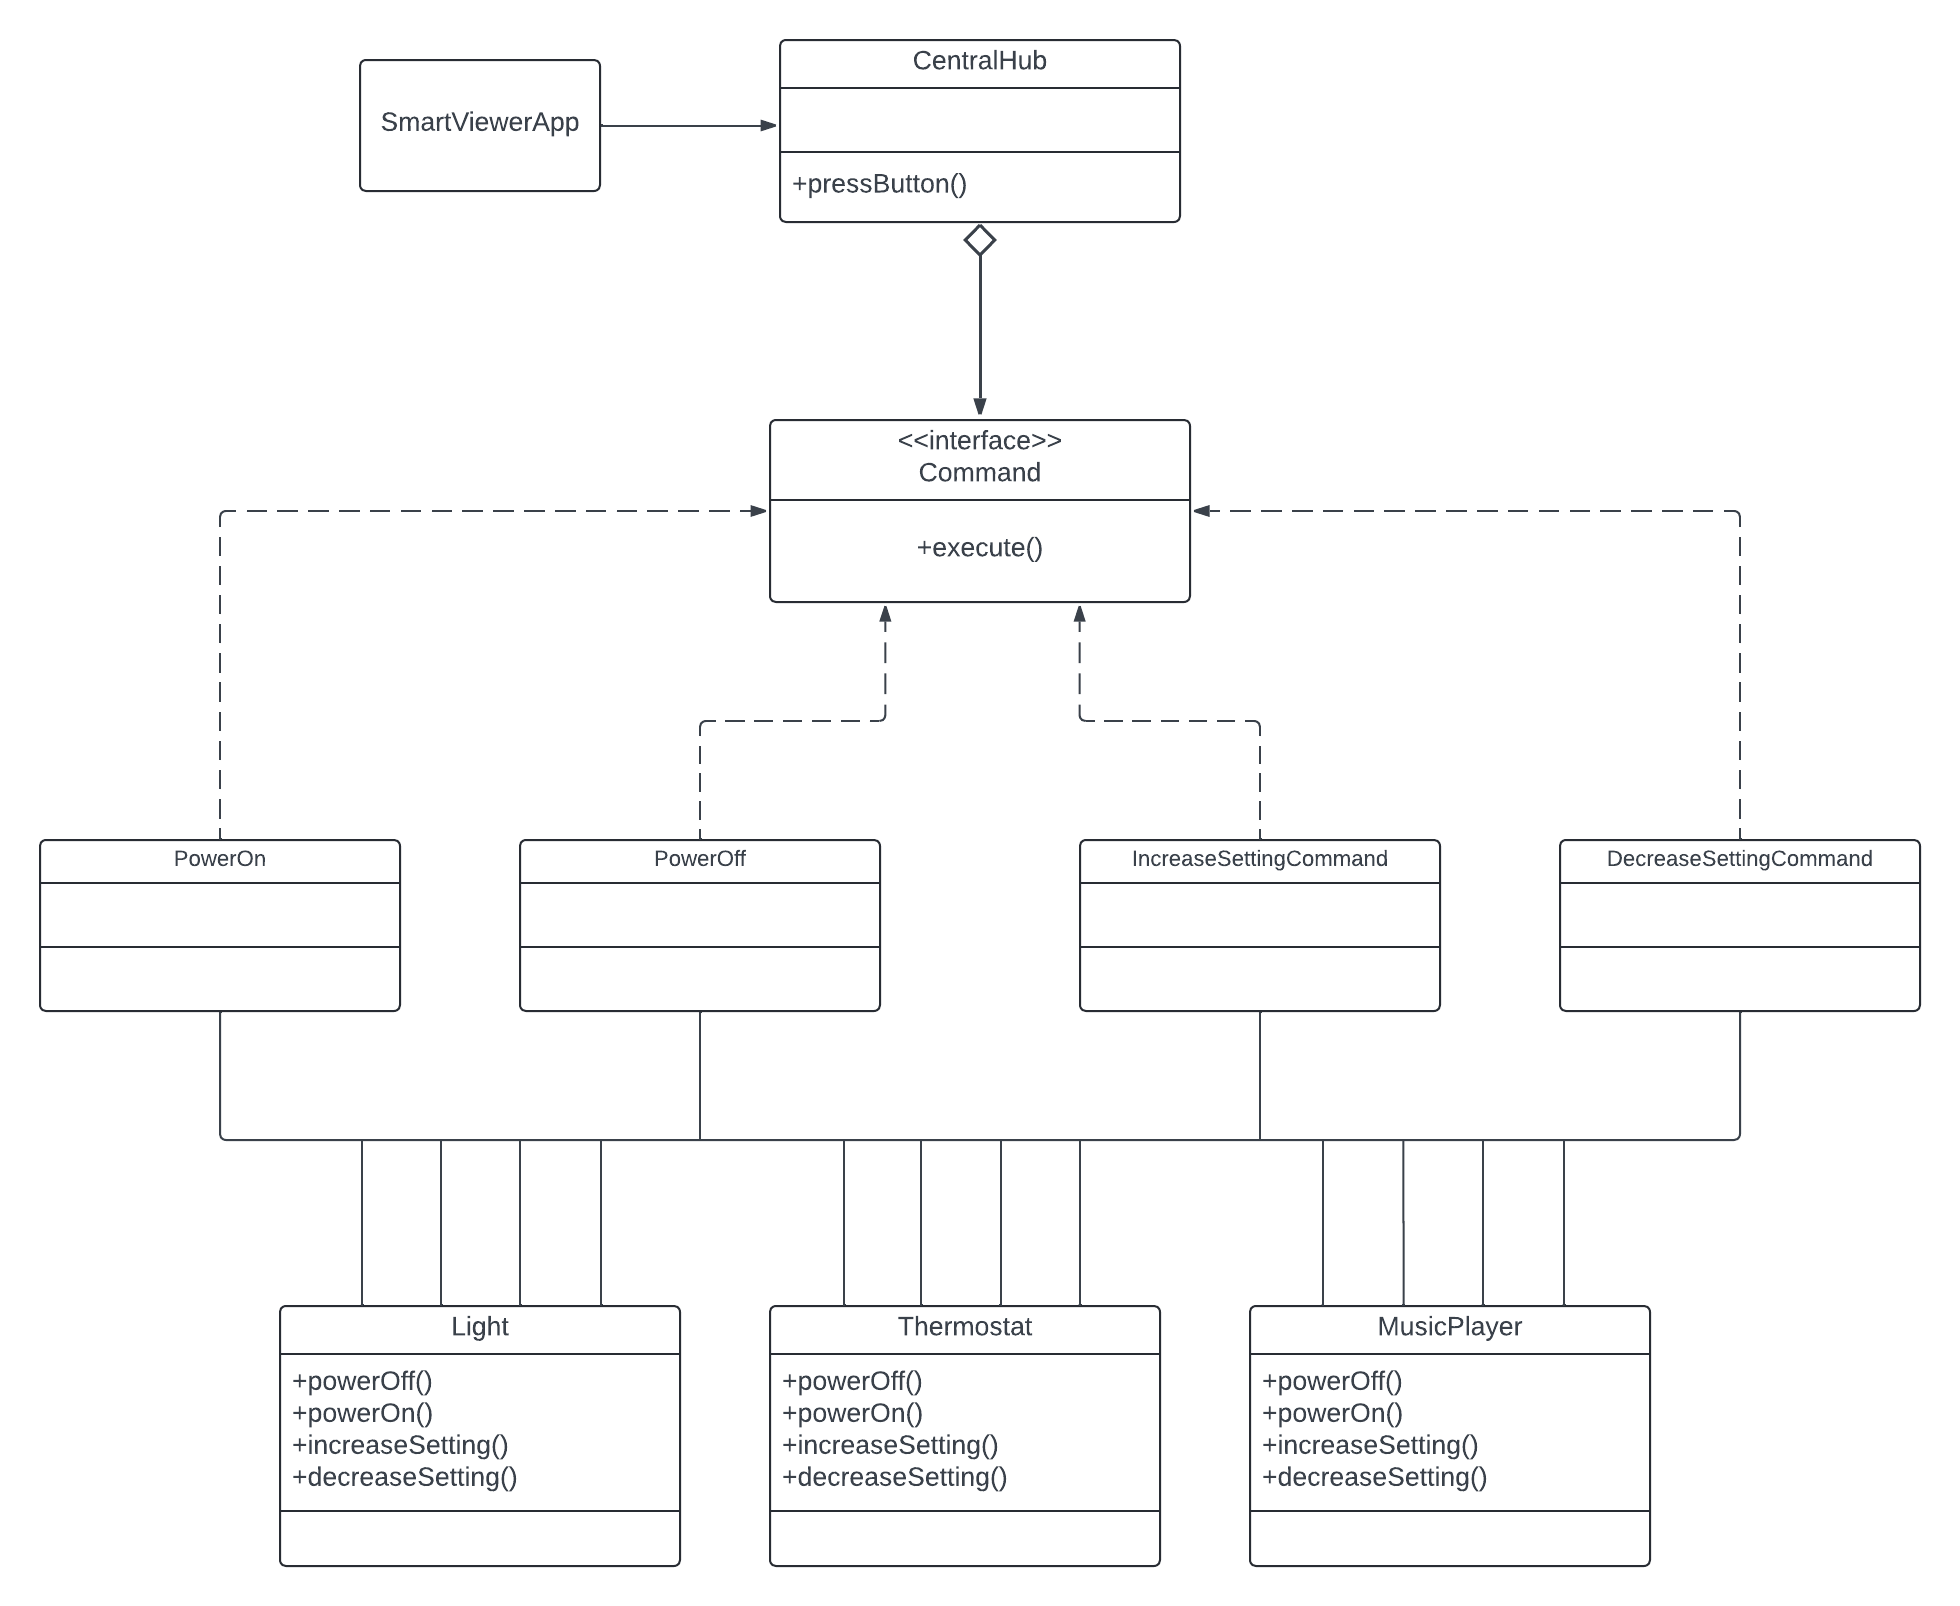 CentralHub
SmartViewerApp
+pressButton()
<<interface>>
Command
+execute()
PowerOn
PowerOff
IncreaseSettingCommand
DecreaseSettingCommand
Light
+powerOff()
+powerOn()
+increaseSetting()
+decreaseSetting()
Thermostat
+powerOff()
+powerOn()
+increaseSetting()
+decreaseSetting()
MusicPlayer
+powerOff()
+powerOn()
+increaseSetting()
+decreaseSetting()